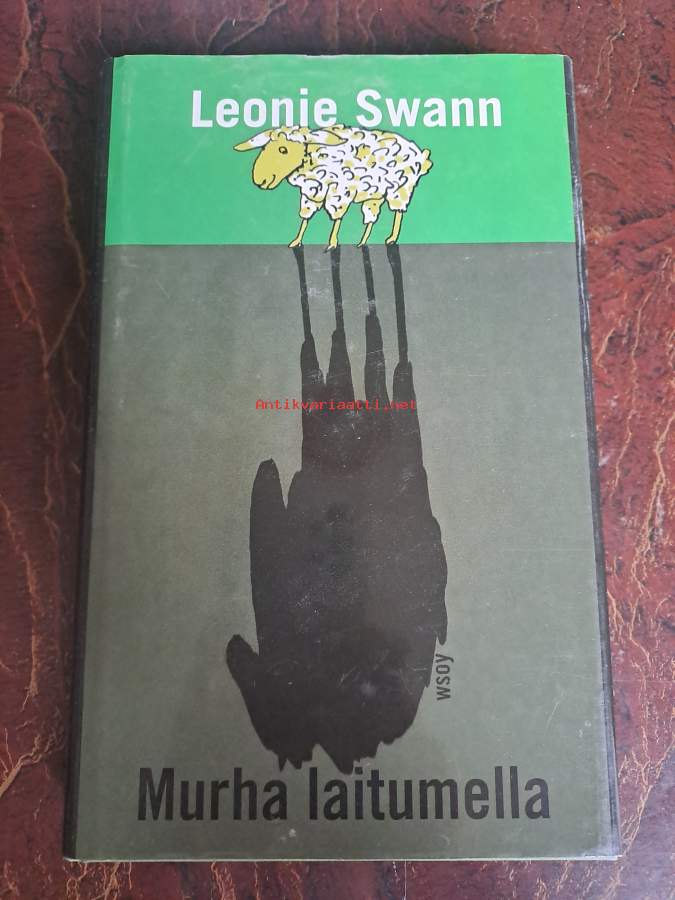 Leonie Swann
Antikvariaatti.net
wsoy
Murha laitumella